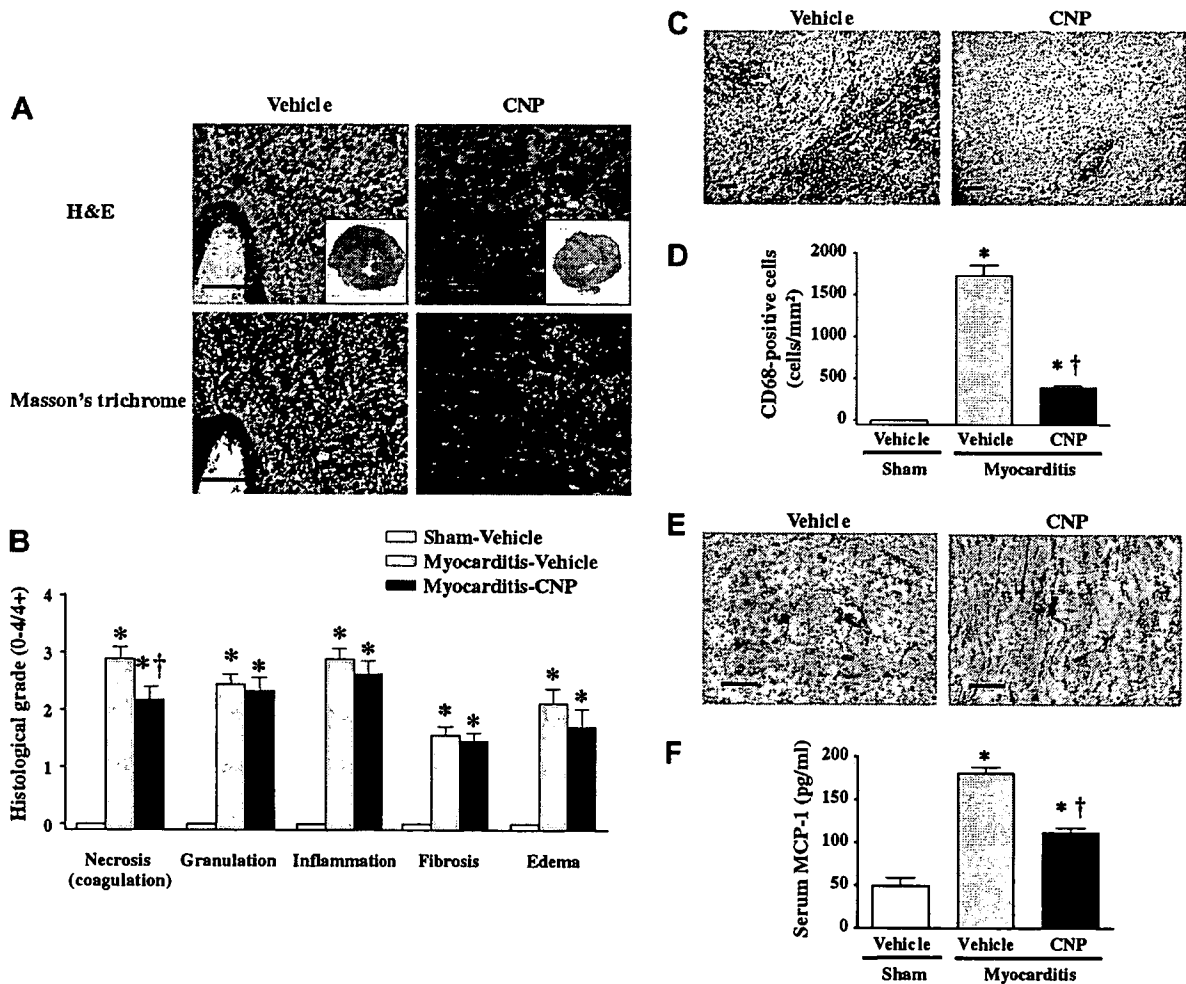 A
Vehicle CNP
H&E
Masson's trichrome
B
Sham-Vehicle
Myocarditis-Vehicle
Myocarditis-CNP
Histological grade (0-4/4+)
4
3
2
1
0
* *† * * * * * * * *
Necrosis (coagulation) Granulation Inflammation Fibrosis Edema
C
Vehicle CNP
D
CD68-positive cells
(cells/mm²)
2000
1500
1000
500
0
*
* †
Vehicle Vehicle CNP
Sham Myocarditis
E
Vehicle CNP
F
Serum MCP-1 (pg/ml)
200
150
100
50
0
*
* †
Vehicle Vehicle CNP
Sham Myocarditis